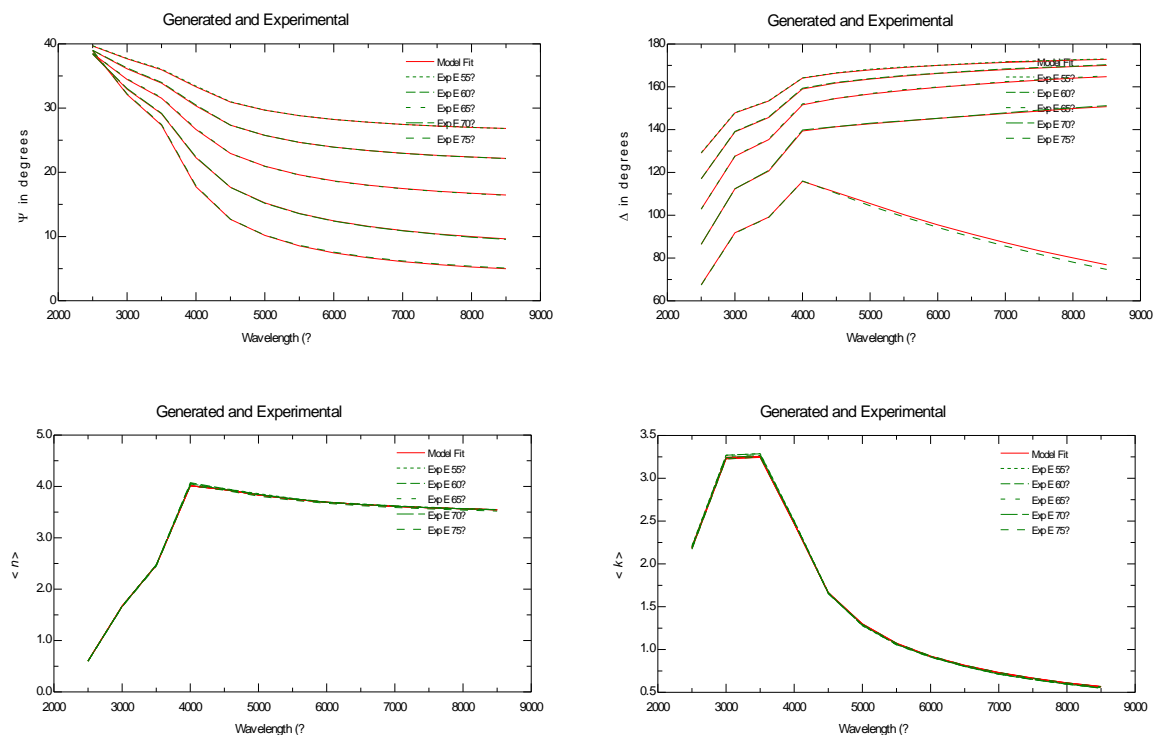 Generated and Experimental
Ψ in degrees
40
30
20
10
0
2000 3000 4000 5000 6000 7000 8000 9000
Wavelength (?
Model Fit
Exp E 55?
Exp E 60?
Exp E 65?
Exp E 70?
Exp E 75?
Generated and Experimental
Δ in degrees
180
160
140
120
100
80
60
2000 3000 4000 5000 6000 7000 8000 9000
Wavelength (?
Model Fit
Exp E 55?
Exp E 60?
Exp E 65?
Exp E 70?
Exp E 75?
Generated and Experimental
<n>
5.0
4.0
3.0
2.0
1.0
0.0
2000 3000 4000 5000 6000 7000 8000 9000
Wavelength (?
Model Fit
Exp E 55?
Exp E 60?
Exp E 65?
Exp E 70?
Exp E 75?
Generated and Experimental
<k>
3.5
3.0
2.5
2.0
1.5
1.0
0.5
2000 3000 4000 5000 6000 7000 8000 9000
Wavelength (?
Model Fit
Exp E 55?
Exp E 60?
Exp E 65?
Exp E 70?
Exp E 75?